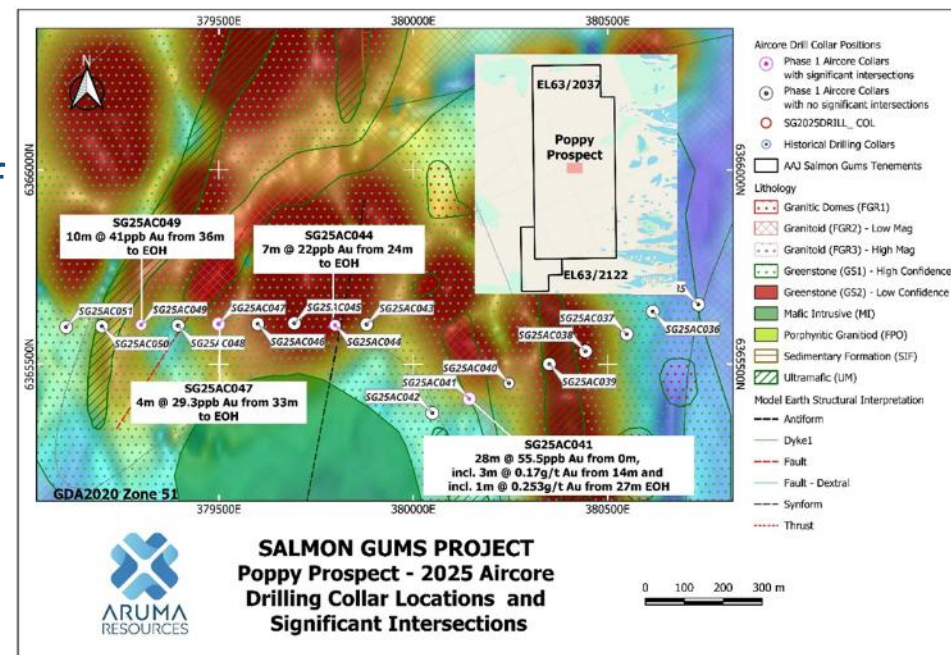 379500E
380000E
380500E
N
6366000N
6366000N
6365500N
6365500N
EL63/2037
Poppy
Prospect
EL63/2122
SG25AC049
10m @ 41ppb Au from 36m
to EOH
SG25AC044
7m @ 22ppb Au from 24m
to EOH
SG25AC051
SG25AC050
SG25AC049
SG25AC048
SG25AC047
SG25AC046
SG25AC045
SG25AC044
SG25AC043
SG25AC042
SG25AC041
SG25AC040
SG25AC039
SG25AC038
SG25AC037
SG25AC036
SG25AC047
4m @ 29.3ppb Au from 33m
to EOH
SG25AC041
28m @ 55.5ppb Au from 0m,
incl. 3m @ 0.17g/t Au from 14m and
incl. 1m @ 0.253g/t Au from 27m EOH
GDA2020 Zone 51
379500E
380000E
380500E
Aircore Drill Collar Positions
Phase 1 Aircore Collars
with significant intersections
Phase 1 Aircore Collars
with no significant intersections
SG2025DRILL_COL
Historical Drilling Collars
AAJ Salmon Gums Tenements
Lithology
Granitic Domes (FGR1)
Granitoid (FGR2) - Low Mag
Granitoid (FGR3) - High Mag
Greenstone (GS1) - High Confidence
Greenstone (GS2) - Low Confidence
Mafic Intrusive (MI)
Porphyritic Granitiod (FPO)
Sedimentary Formation (SIF)
Ultramafic (UM)
Model Earth Structural Interpretation
Antiform
Dyke1
Fault
Fault - Dextral
Synform
Thrust
ARUMA
RESOURCES
SALMON GUMS PROJECT
Poppy Prospect - 2025 Aircore
Drilling Collar Locations and
Significant Intersections
0 100 200 300 m